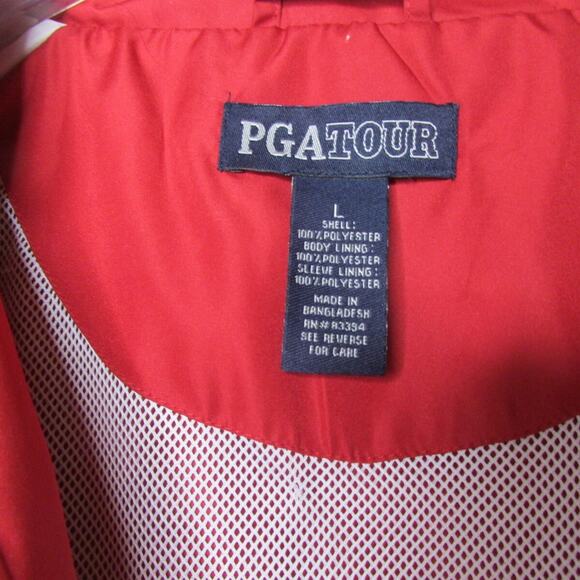 PGATOUR
L
SHELL:
100%POLYESTER
BODY LINING:
100%POLYESTER
SLEEVE LINING:
100%POLYESTER
MADE IN
BANGLADESH
RN# 83394
SEE REVERSE
FOR CARE